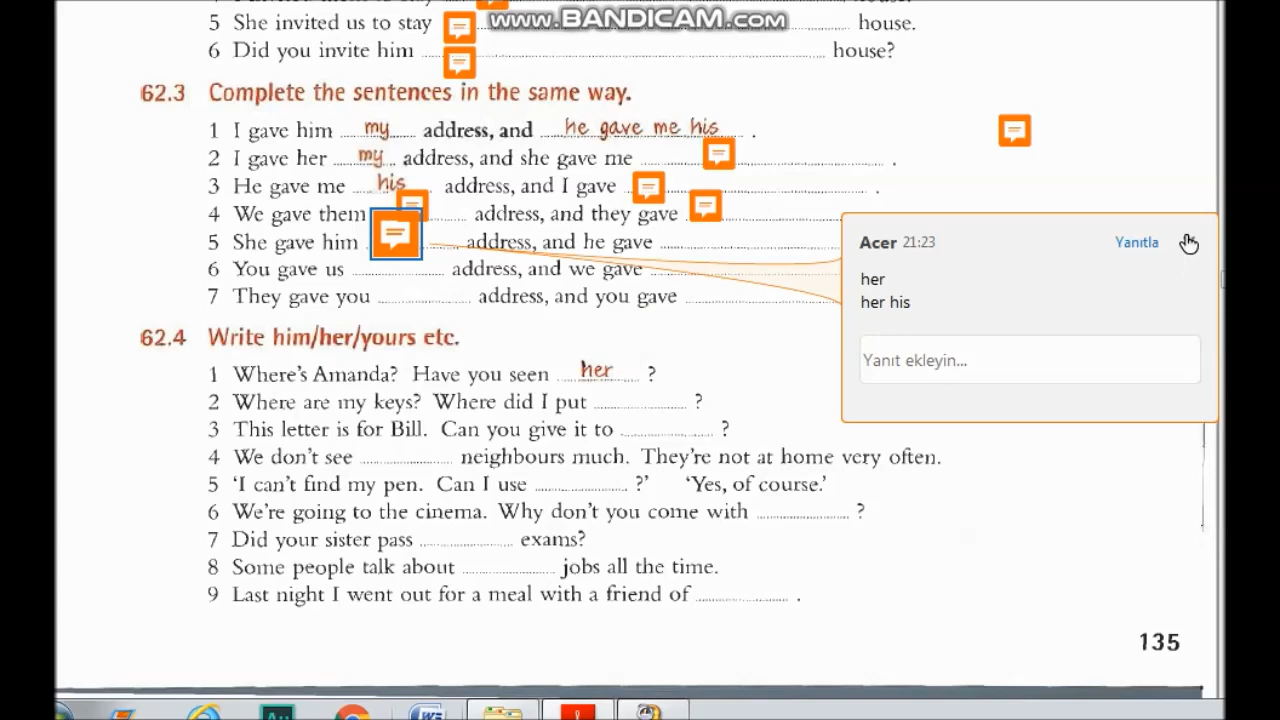 www.BANDICAM.com
5 She invited us to stay house.
6 Did you invite him house?
62.3 Complete the sentences in the same way.
1 I gave him my address, and he gave me his .
2 I gave her my address, and she gave me .
3 He gave me his address, and I gave .
4 We gave them address, and they gave
5 She gave him address, and he gave
6 You gave us address, and we gave
7 They gave you address, and you gave
Acer 21:23 Yanıtla
her
her his
Yanıt ekleyin...
62.4 Write him/her/yours etc.
1 Where's Amanda? Have you seen her ?
2 Where are my keys? Where did I put ?
3 This letter is for Bill. Can you give it to ?
4 We don't see neighbours much. They're not at home very often.
5 'I can't find my pen. Can I use ?' 'Yes, of course.'
6 We're going to the cinema. Why don't you come with ?
7 Did your sister pass exams?
8 Some people talk about jobs all the time.
9 Last night I went out for a meal with a friend of .
135
Au